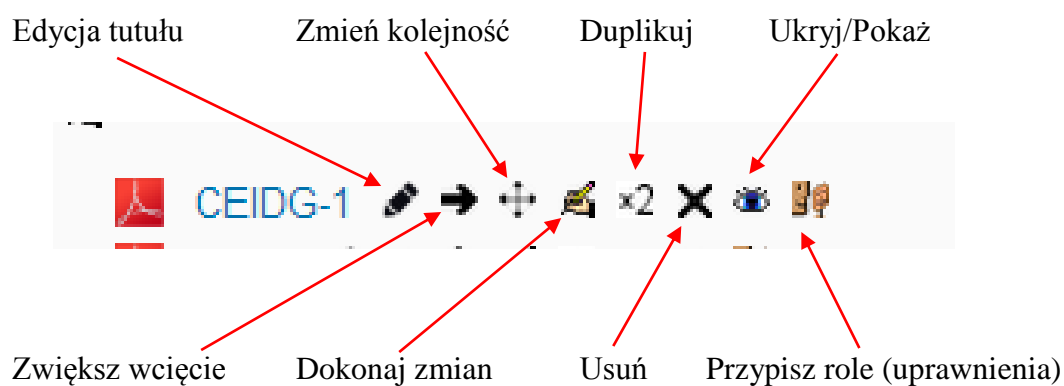 Edycja tutułu Zmień kolejność Duplikuj Ukryj/Pokaż
CEIDG-1 x2
Zwiększ wcięcie Dokonaj zmian Usuń Przypisz role (uprawnienia)